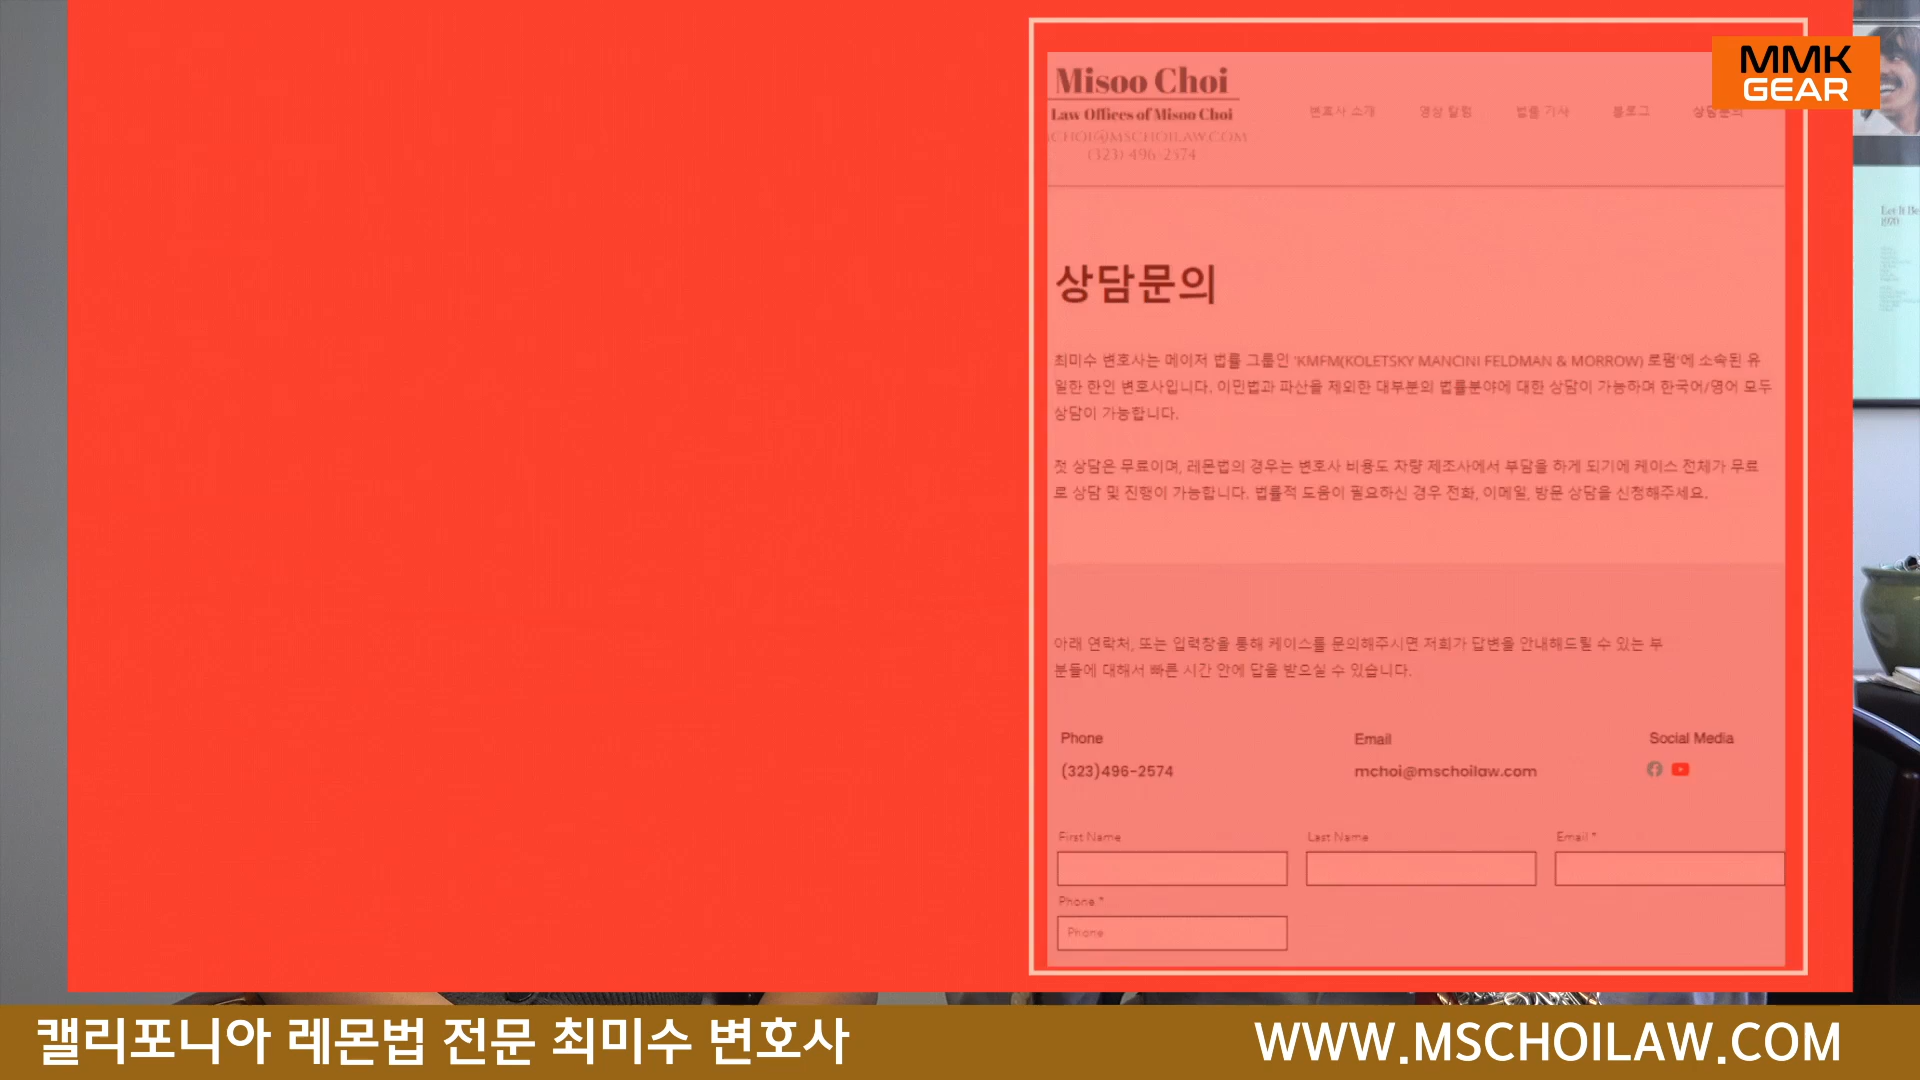 MMK
GEAR
Misoo Choi
Law Offices of Misoo Choi
CHOI@MSCHOILAW.COM
(323) 496-2574
변호사 소개
영상 칼럼
법률 기사
블로그
상담문의
Let It Be
1970
상담문의
최미수 변호사는 메이저 법률 그룹인 'KMFM(KOLETSKY MANCINI FELDMAN & MORROW) 로펌'에 소속된 유
일한 한인 변호사입니다. 이민법과 파산을 제외한 대부분의 법률분야에 대한 상담이 가능하며 한국어/영어 모두
상담이 가능합니다.
첫 상담은 무료이며, 레몬법의 경우는 변호사 비용도 차량 제조사에서 부담을 하게 되기에 케이스 전체가 무료
로 상담 및 진행이 가능합니다. 법률적 도움이 필요하신 경우 전화, 이메일, 방문 상담을 신청해주세요.
아래 연락처, 또는 입력창을 통해 케이스를 문의해주시면 저희가 답변을 안내해드릴 수 있는 부
분들에 대해서 빠른 시간 안에 답을 받으실 수 있습니다.
Phone
Email
Social Media
(323)496-2574
mchoi@mschoilaw.com
First Name
Last Name
Email *
Phone *
Phone
캘리포니아 레몬법 전문 최미수 변호사
WWW.MSCHOILAW.COM